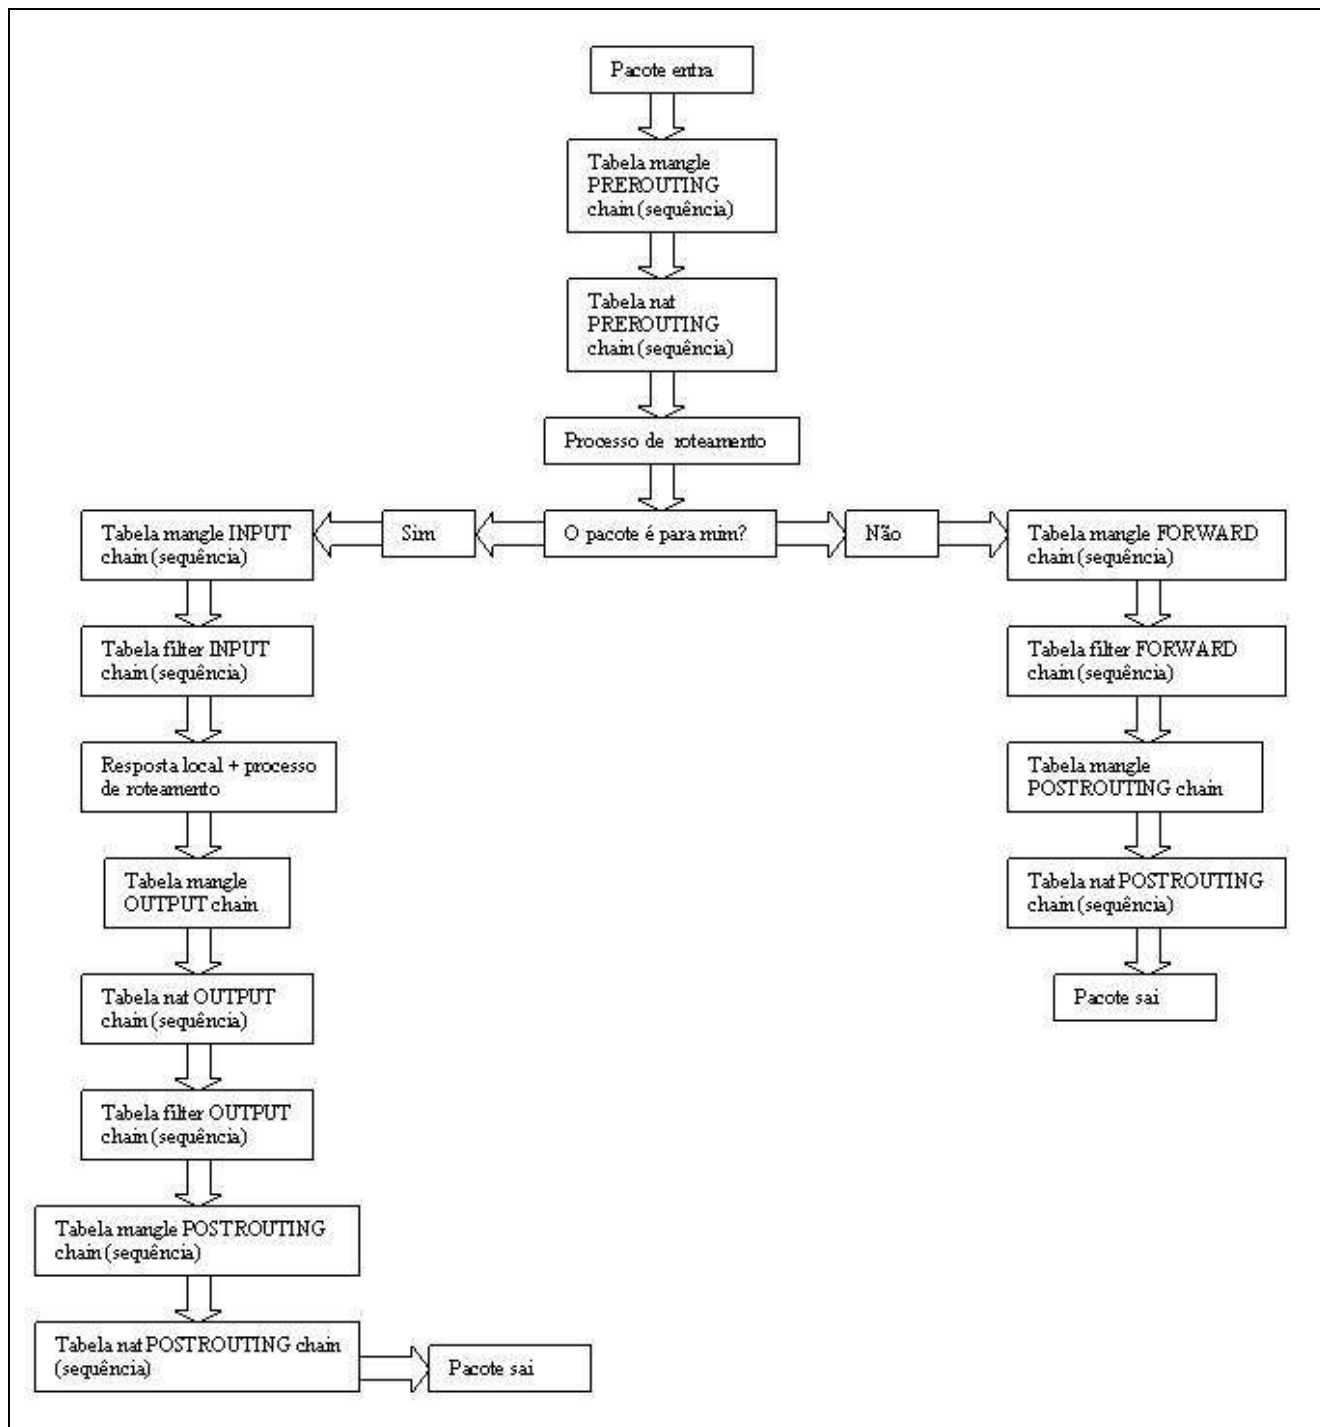 Pacote entra
Tabela mangle
PREROUTING
chain (sequência)
Tabela nat
PREROUTING
chain (sequência)
Processo de roteamento
Tabela mangle INPUT
chain (sequência)
Sim
O pacote é para mim?
Não
Tabela mangle FORWARD
chain (sequência)
Tabela filter INPUT
chain (sequência)
Tabela filter FORWARD
chain (sequência)
Resposta local + processo
de roteamento
Tabela mangle
POSTROUTING chain
Tabela mangle
OUTPUT chain
Tabela nat POSTROUTING
chain (sequência)
Tabela nat OUTPUT
chain (sequência)
Pacote sai
Tabela filter OUTPUT
chain (sequência)
Tabela mangle POSTROUTING
chain (sequência)
Tabela nat POSTROUTING chain
(sequência)
Pacote sai